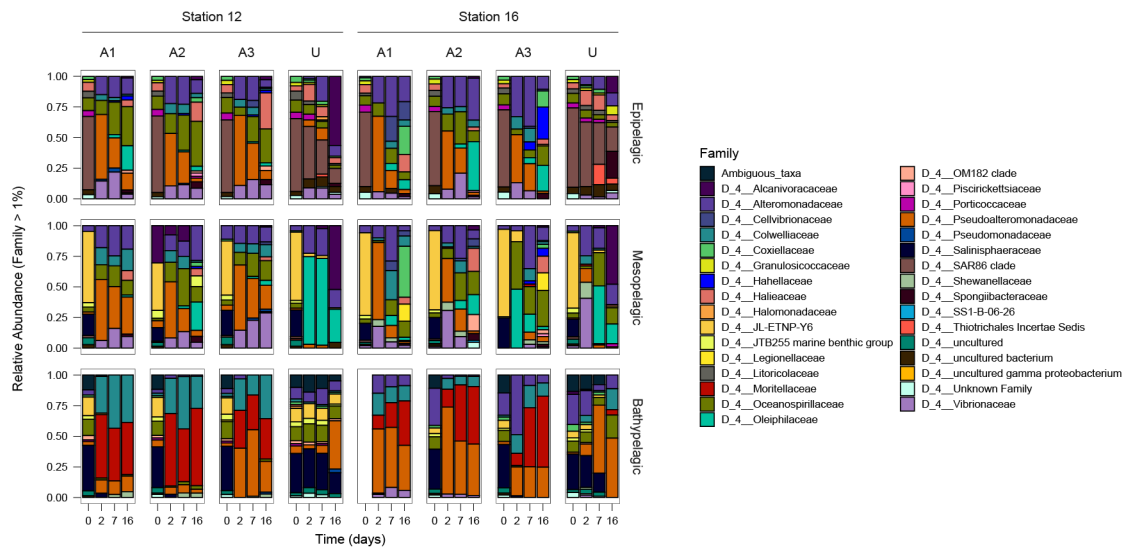 Station 12 Station 16
A1 A2 A3 U A1 A2 A3 U
Relative Abundance (Family > 1%)
1.00
0.75
0.50
0.25
0.00
Epipelagic
1.00
0.75
0.50
0.25
0.00
Mesopelagic
1.00
0.75
0.50
0.25
0.00
Bathypelagic
0 2 7 16 0 2 7 16 0 2 7 16 0 2 7 16 0 2 7 16 0 2 7 16 0 2 7 16 0 2 7 16
Time (days)
Family
Ambiguous_taxa
D_4__Alcanivoracaceae
D_4__Alteromonadaceae
D_4__Cellvibrionaceae
D_4__Colwelliaceae
D_4__Coxiellaceae
D_4__Granulosicoccaceae
D_4__Hahellaceae
D_4__Halieaceae
D_4__Halomonadaceae
D_4__JL-ETNP-Y6
D_4__JTB255 marine benthic group
D_4__Legionellaceae
D_4__Litoricolaceae
D_4__Moritellaceae
D_4__Oceanospirillaceae
D_4__Oleiphilaceae
D_4__OM182 clade
D_4__Piscirickettsiaceae
D_4__Porticoccaceae
D_4__Pseudoalteromonadaceae
D_4__Pseudomonadaceae
D_4__Salinisphaeraceae
D_4__SAR86 clade
D_4__Shewanellaceae
D_4__Spongiibacteraceae
D_4__SS1-B-06-26
D_4__Thiotrichales Incertae Sedis
D_4__uncultured
D_4__uncultured bacterium
D_4__uncultured gamma proteobacterium
D_4__Unknown Family
D_4__Vibrionaceae